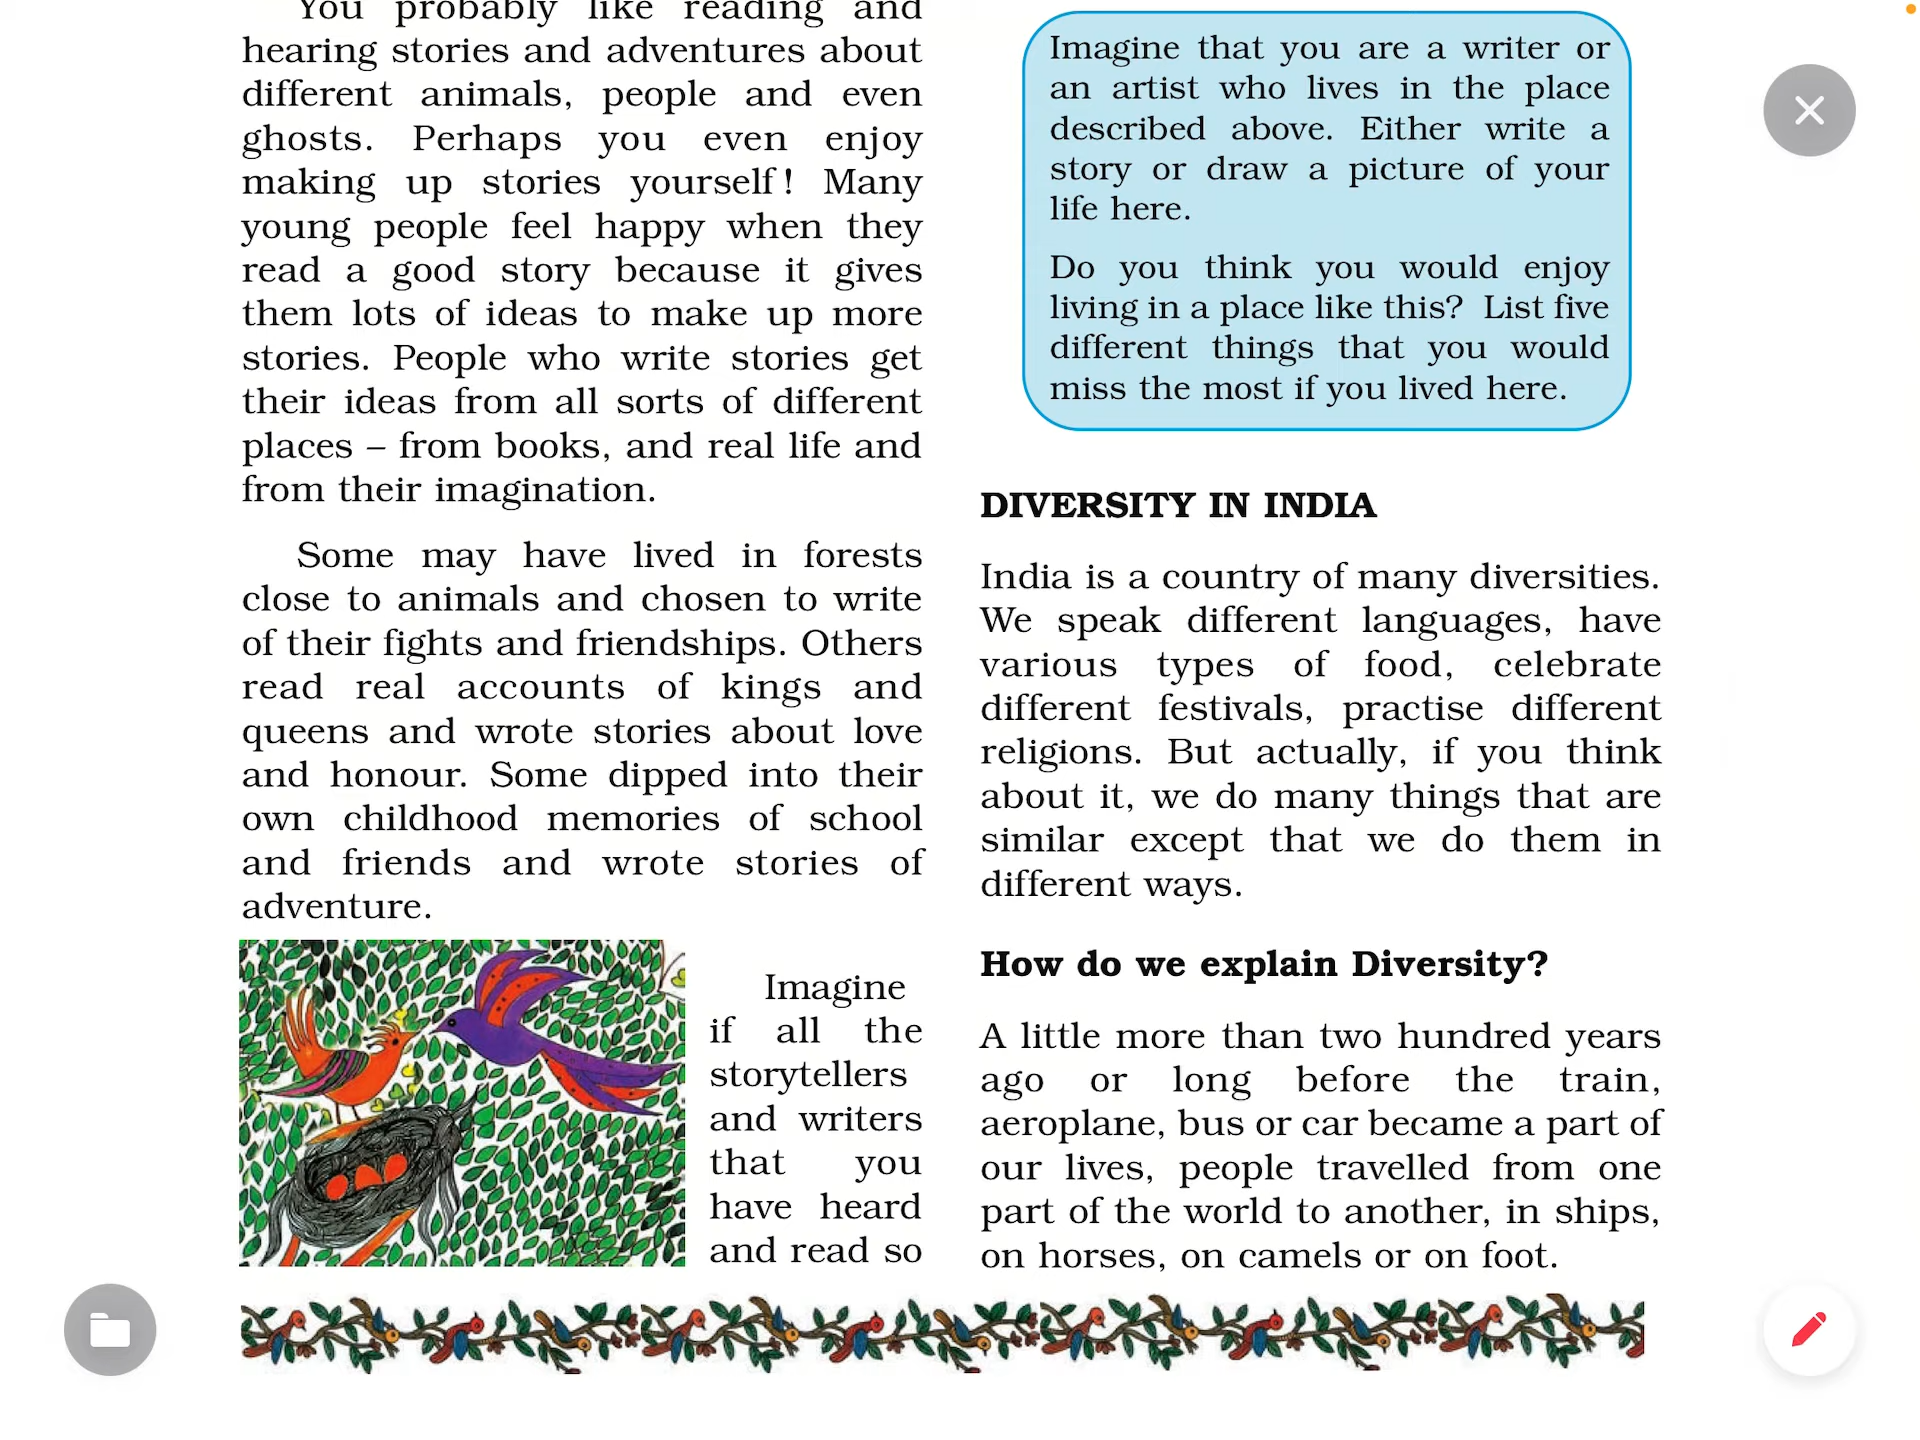 You probably like reading and
hearing stories and adventures about
different animals, people and even
ghosts. Perhaps you even enjoy
making up stories yourself! Many
young people feel happy when they
read a good story because it gives
them lots of ideas to make up more
stories. People who write stories get
their ideas from all sorts of different
places – from books, and real life and
from their imagination.
Some may have lived in forests
close to animals and chosen to write
of their fights and friendships. Others
read real accounts of kings and
queens and wrote stories about love
and honour. Some dipped into their
own childhood memories of school
and friends and wrote stories of
adventure.
Imagine
if all the
storytellers
and writers
that you
have heard
and read so
Imagine that you are a writer or
an artist who lives in the place
described above. Either write a
story or draw a picture of your
life here.
Do you think you would enjoy
living in a place like this? List five
different things that you would
miss the most if you lived here.
DIVERSITY IN INDIA
India is a country of many diversities.
We speak different languages, have
various types of food, celebrate
different festivals, practise different
religions. But actually, if you think
about it, we do many things that are
similar except that we do them in
different ways.
How do we explain Diversity?
A little more than two hundred years
ago or long before the train,
aeroplane, bus or car became a part of
our lives, people travelled from one
part of the world to another, in ships,
on horses, on camels or on foot.